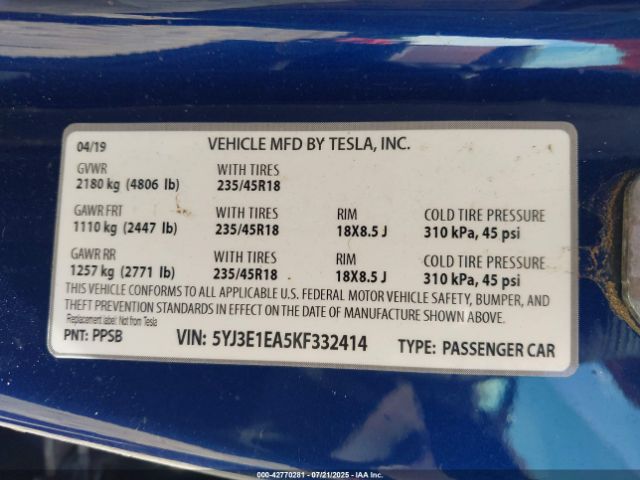 04/19 VEHICLE MFD BY TESLA, INC.
GVWR WITH TIRES
2180 kg (4806 lb) 235/45R18
GAWR FRT WITH TIRES RIM COLD TIRE PRESSURE
1110 kg (2447 lb) 235/45R18 18X8.5 J 310 kPa, 45 psi
GAWR RR WITH TIRES RIM COLD TIRE PRESSURE
1257 kg (2771 lb) 235/45R18 18X8.5 J 310 kPa, 45 psi
THIS VEHICLE CONFORMS TO ALL APPLICABLE U.S. FEDERAL MOTOR VEHICLE SAFETY, BUMPER, AND
THEFT PREVENTION STANDARDS IN EFFECT ON THE DATE OF MANUFACTURE SHOWN ABOVE.
Replacement label: Not from Tesla
PNT: PPSB VIN: 5YJ3E1EA5KF332414 TYPE: PASSENGER CAR
000-42770281 - 07/21/2025 - IAA Inc.